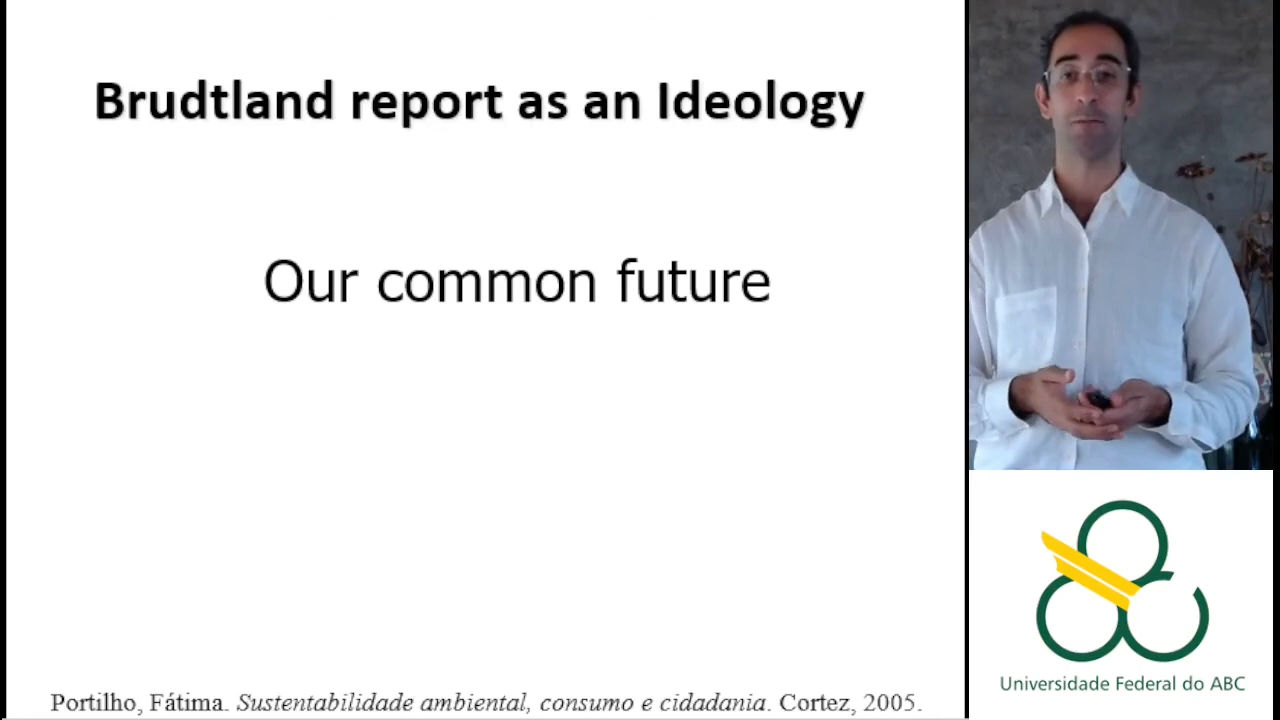 Brudtland report as an Ideology
Our common future
Portilho, Fátima. Sustentabilidade ambiental, consumo e cidadania. Cortez, 2005.
Universidade Federal do ABC